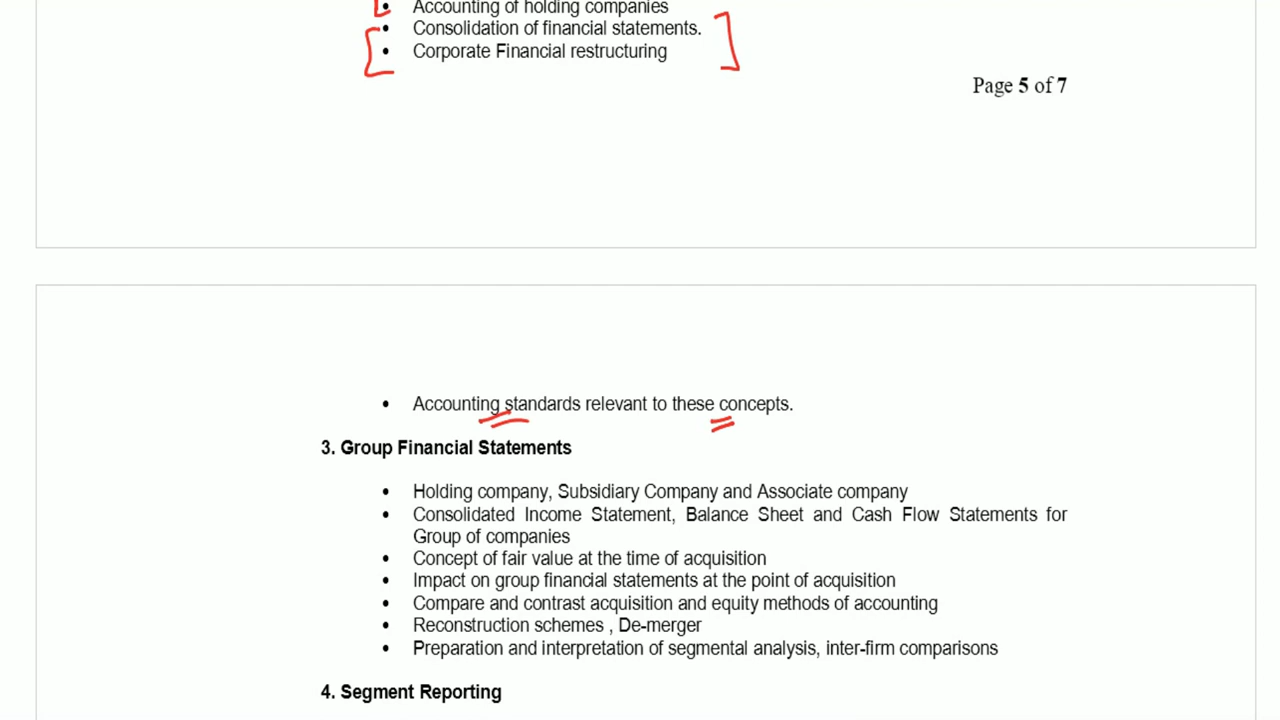 • Accounting of holding companies
• Consolidation of financial statements.
• Corporate Financial restructuring
Page 5 of 7
• Accounting standards relevant to these concepts.
3. Group Financial Statements
• Holding company, Subsidiary Company and Associate company
• Consolidated Income Statement, Balance Sheet and Cash Flow Statements for
Group of companies
• Concept of fair value at the time of acquisition
• Impact on group financial statements at the point of acquisition
• Compare and contrast acquisition and equity methods of accounting
• Reconstruction schemes , De-merger
• Preparation and interpretation of segmental analysis, inter-firm comparisons
4. Segment Reporting